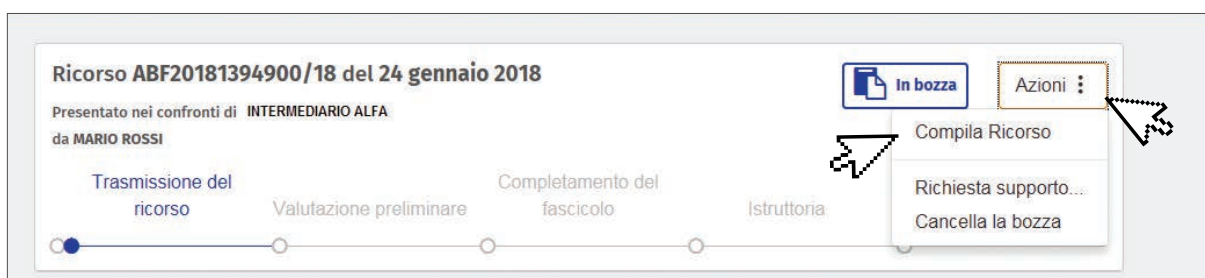 Ricorso ABF20181394900/18 del 24 gennaio 2018
In bozza
Azioni
Presentato nei confronti di INTERMEDIARIO ALFA
da MARIO ROSSI
Compila Ricorso
Richiesta supporto...
Cancella la bozza
Trasmissione del
ricorso
Valutazione preliminare
Completamento del
fascicolo
Istruttoria